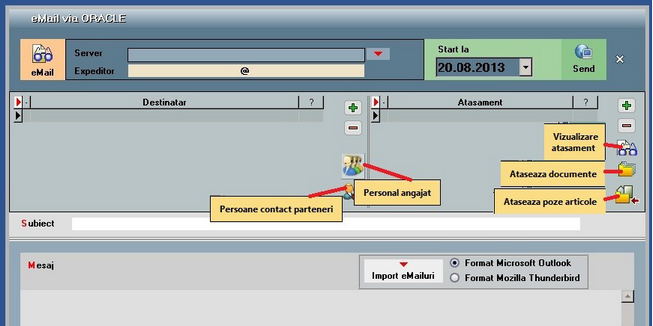 eMail via ORACLE
Server
Start la
eMail
Expeditor
@
20.08.2013
Send
Destinatar
?
Atasament
?
Vizualizare
atasament
Ataseaza documente
Personal angajat
Ataseaza poze articole
Persoane contact parteneri
Subiect
Mesaj
Import eMailuri
Format Microsoft Outlook
Format Mozilla Thunderbird